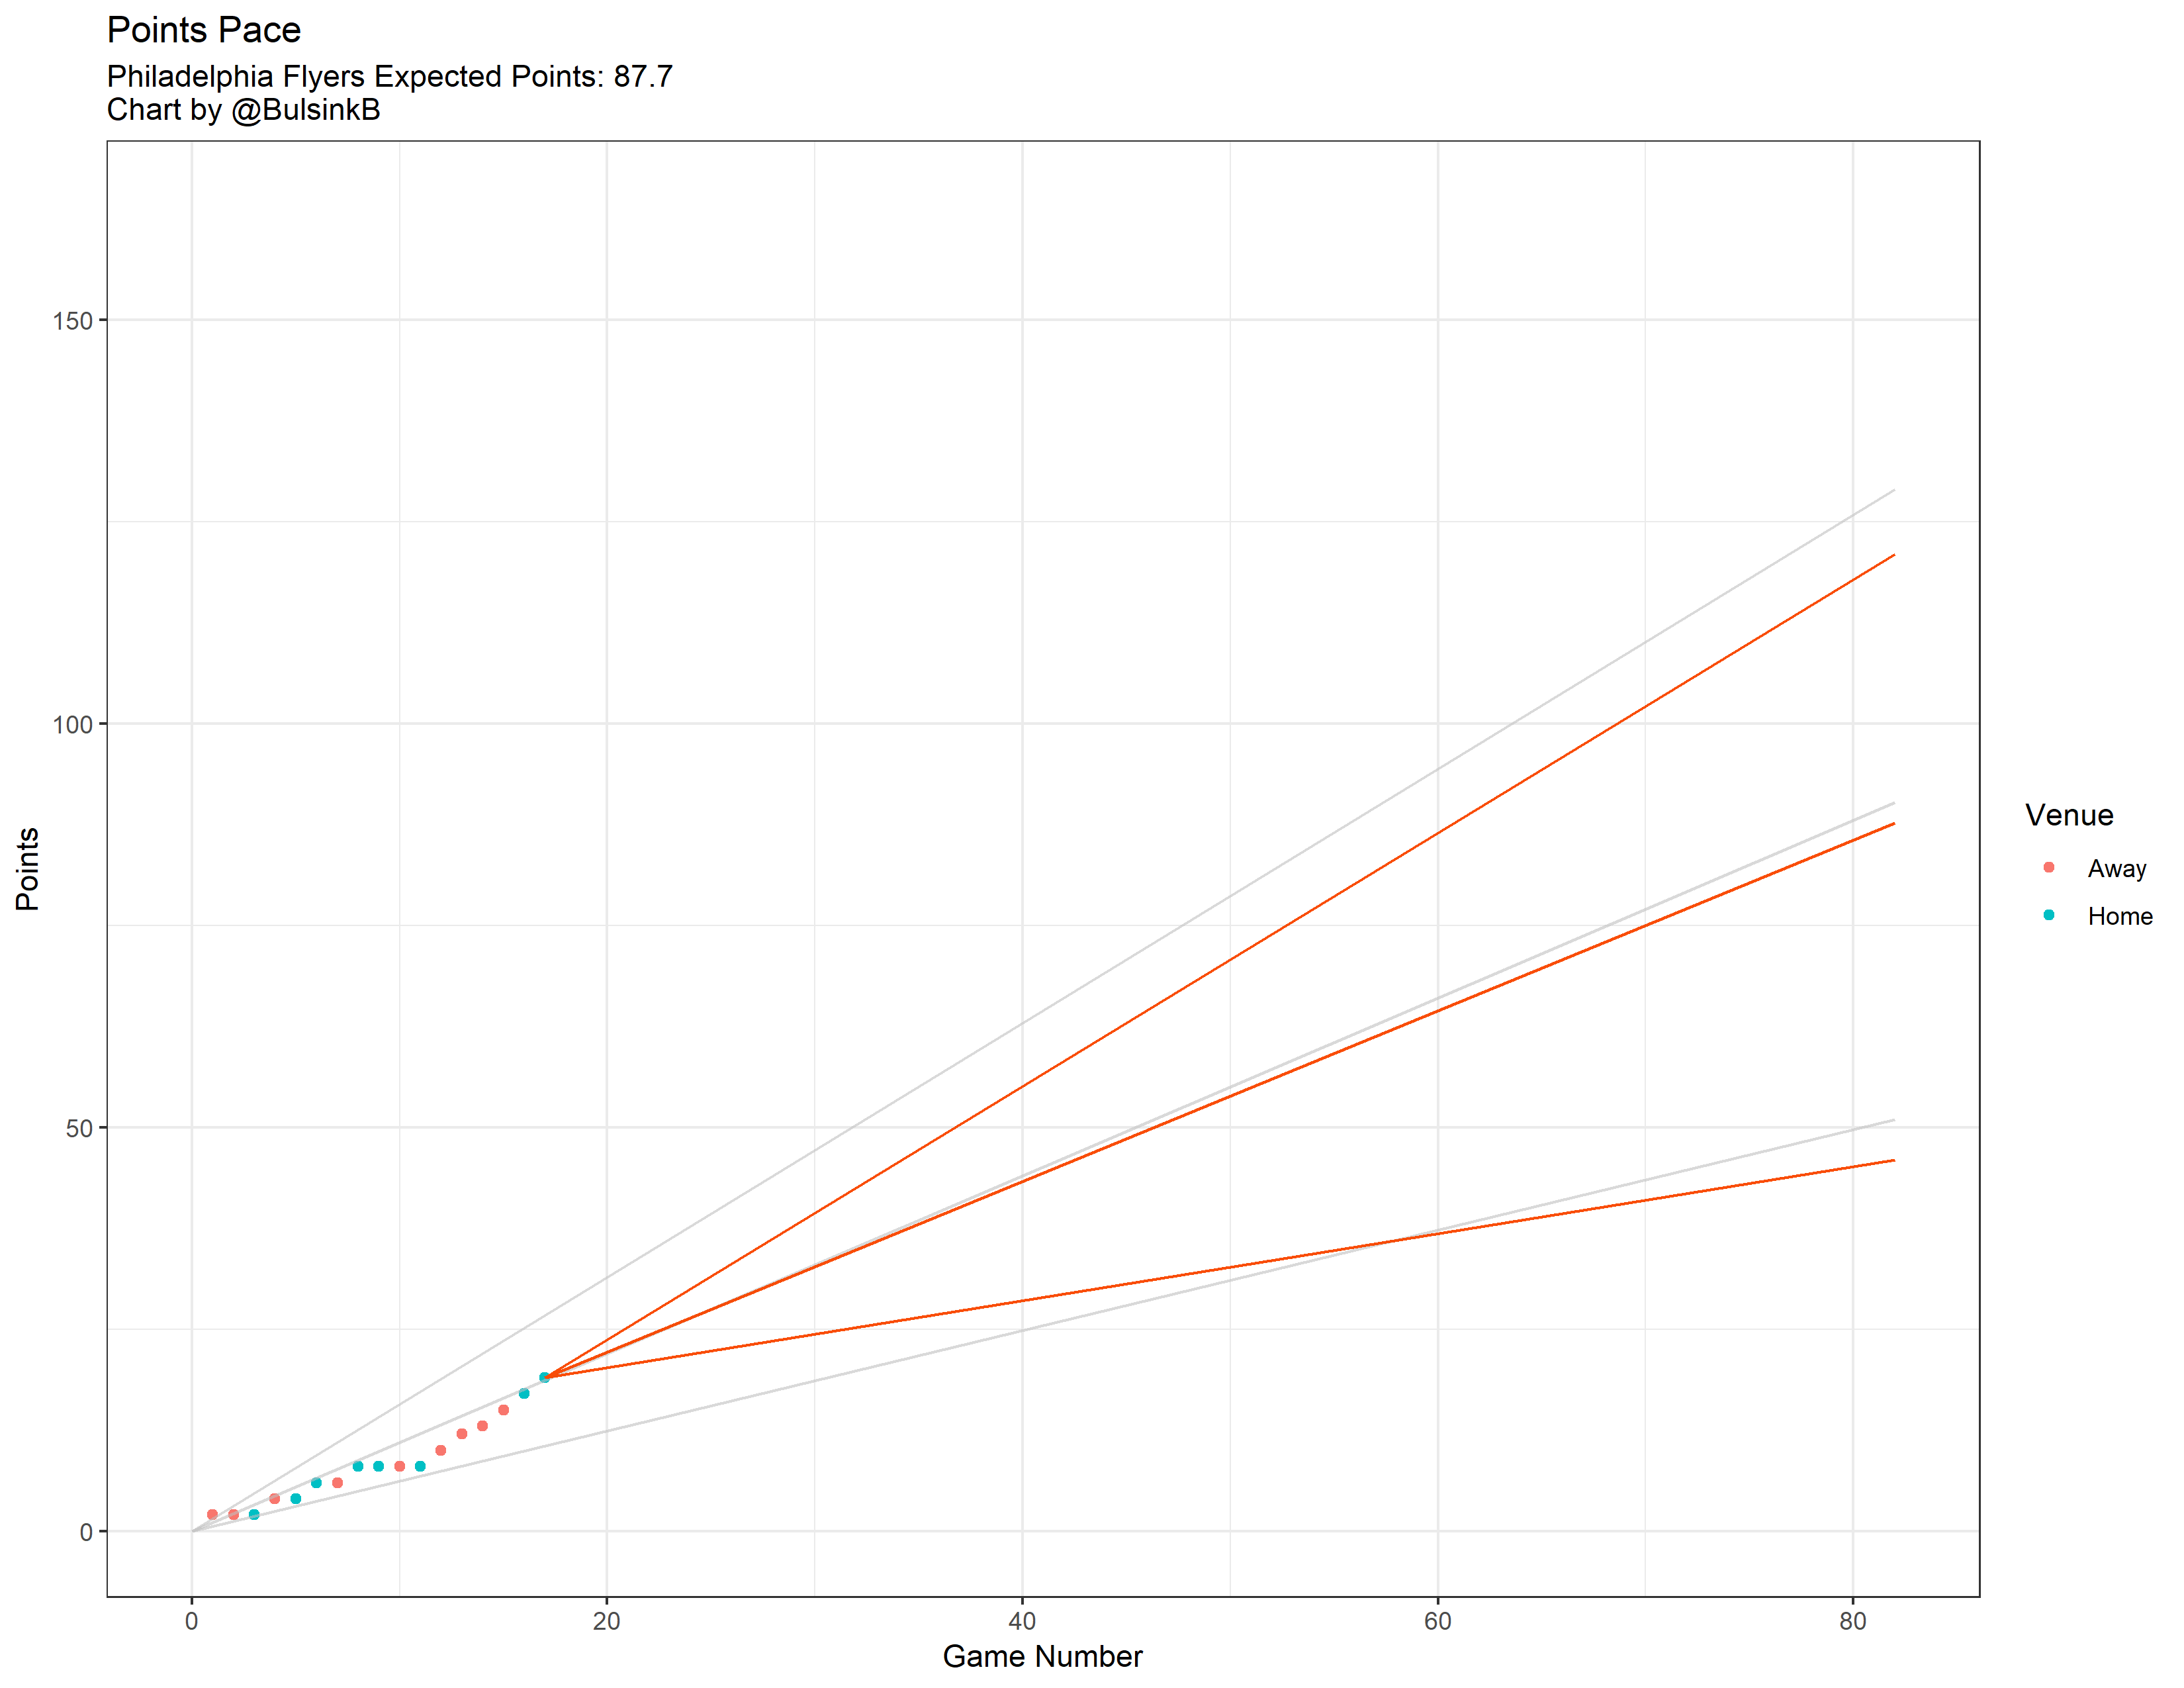 Points Pace
Philadelphia Flyers Expected Points: 87.7
Chart by @BulsinkB
150
100
50
0
Points
0 20 40 60 80
Game Number
Venue
Away
Home